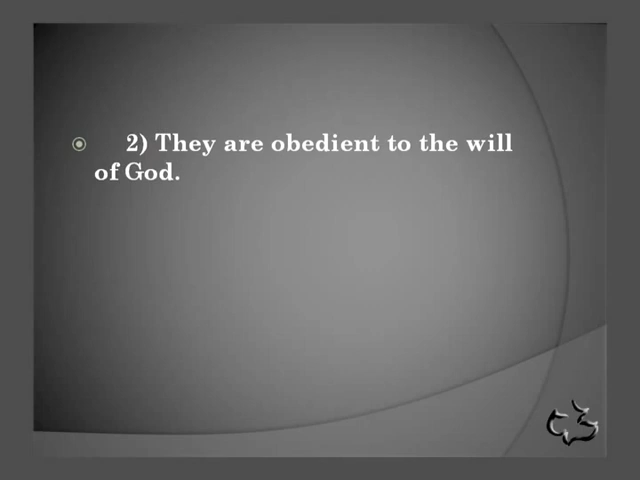 2) They are obedient to the will
of God.